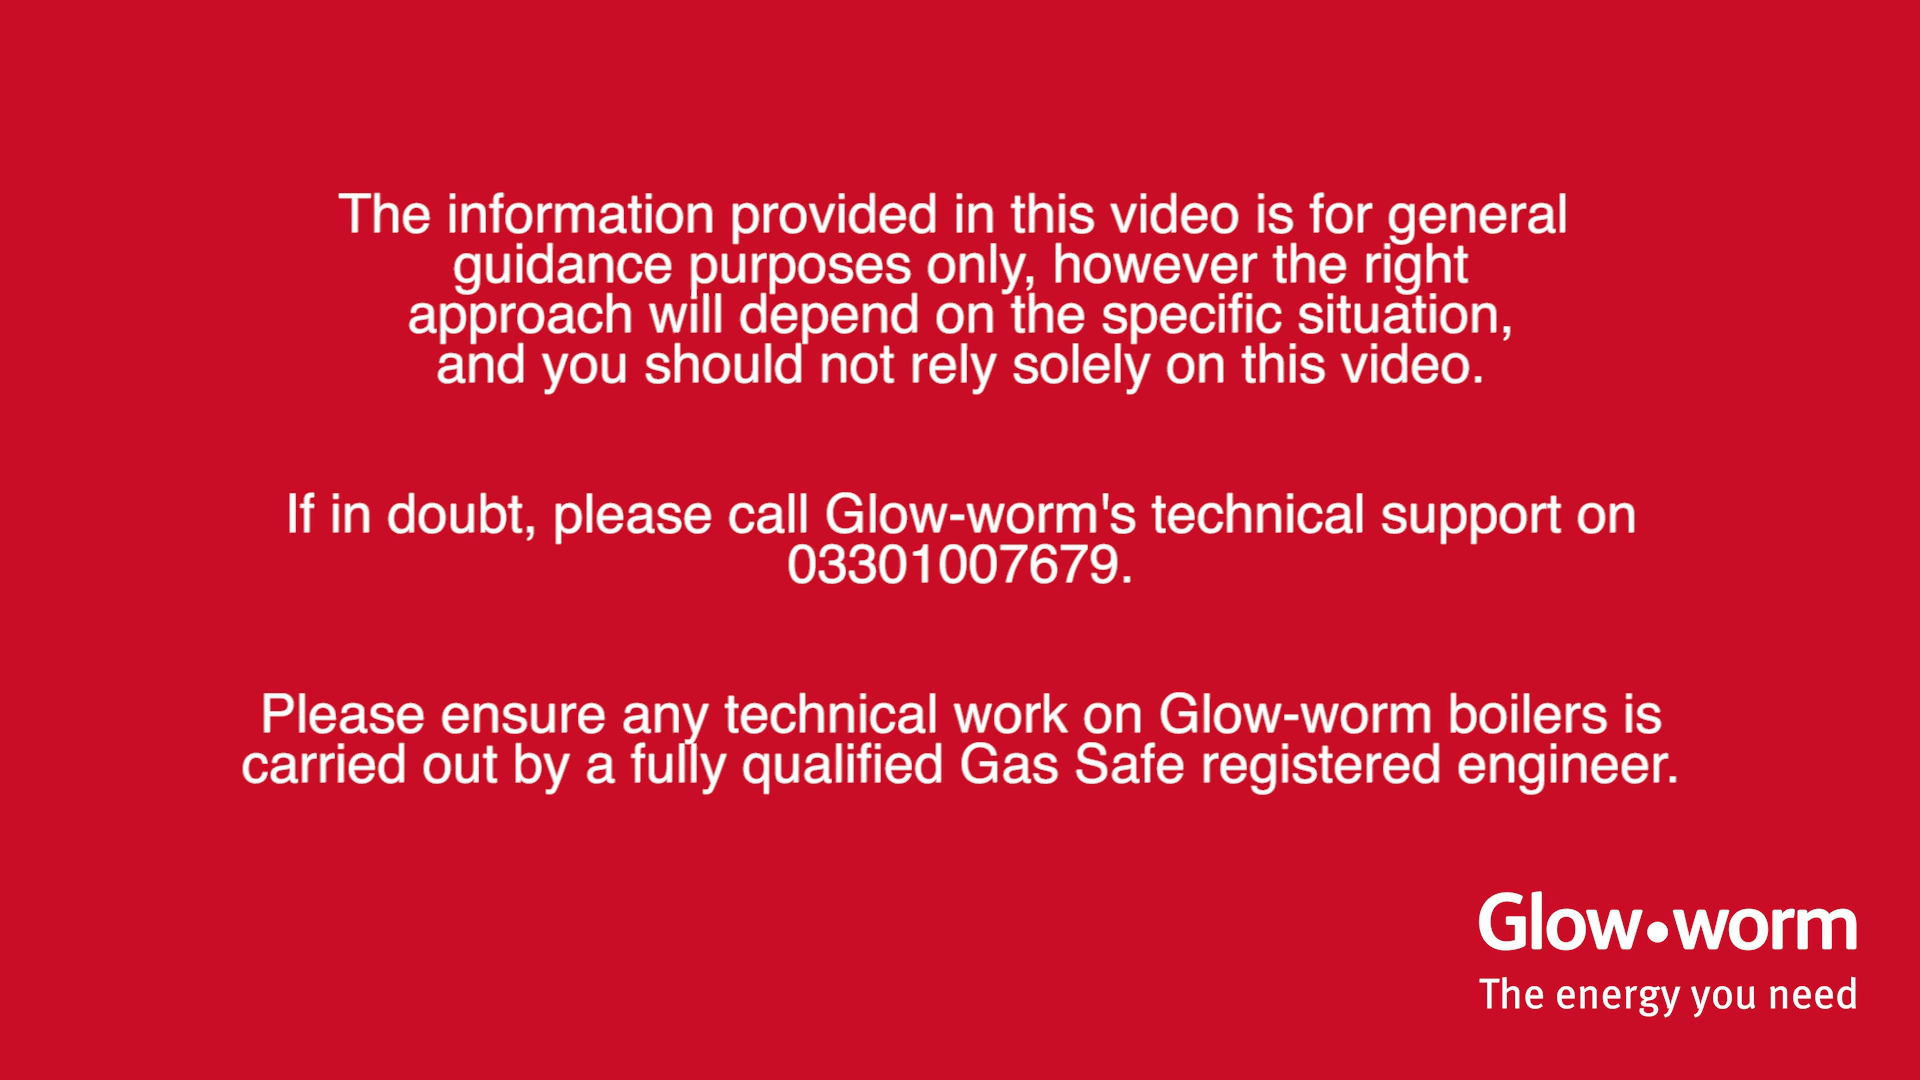 The information provided in this video is for general
guidance purposes only, however the right
approach will depend on the specific situation,
and you should not rely solely on this video.
If in doubt, please call Glow-worm's technical support on
03301007679.
Please ensure any technical work on Glow-worm boilers is
carried out by a fully qualified Gas Safe registered engineer.
Glow•worm
The energy you need